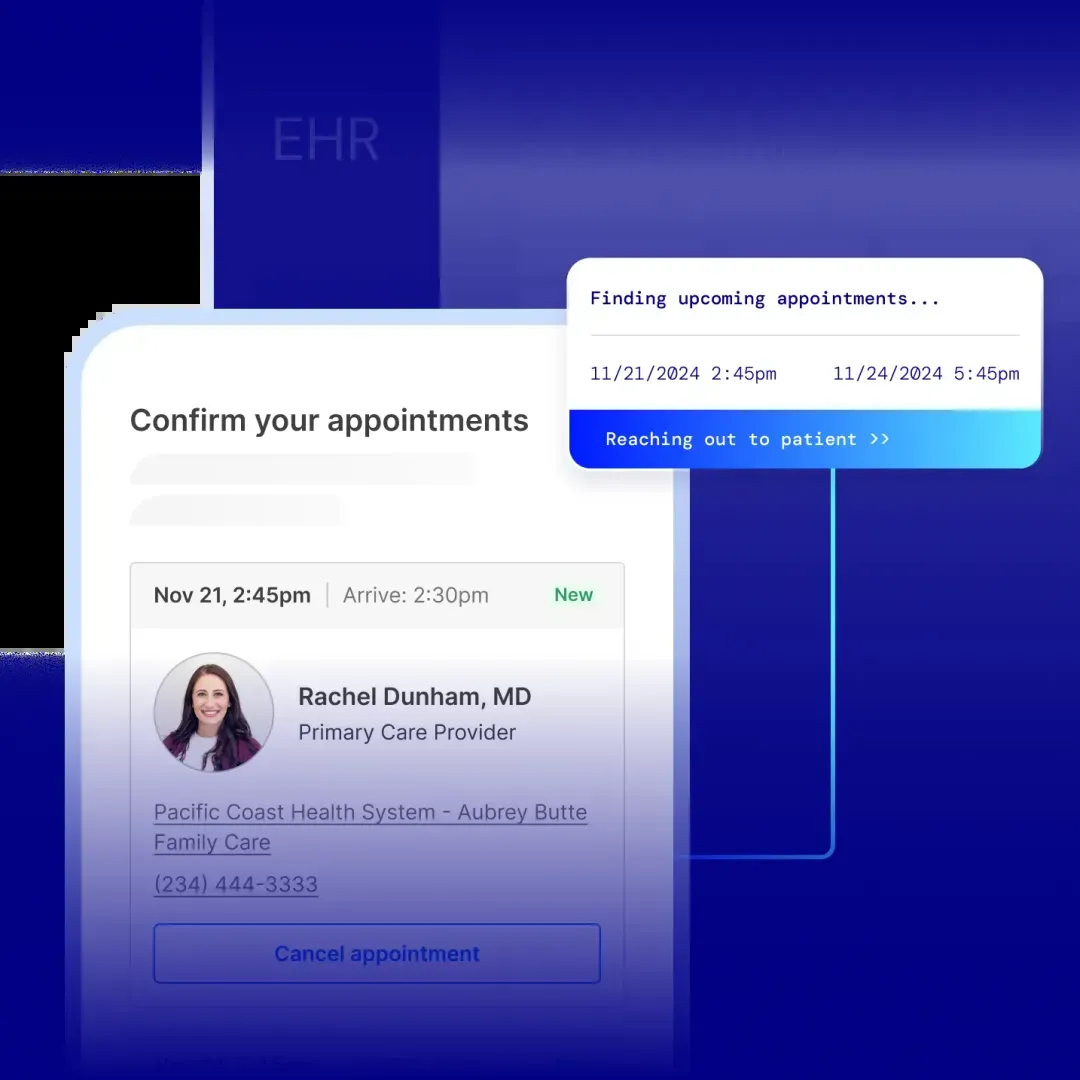 EHR
Finding upcoming appointments...
11/21/2024 2:45pm 11/24/2024 5:45pm
Reaching out to patient >>
Confirm your appointments
Nov 21, 2:45pm | Arrive: 2:30pm New
Rachel Dunham, MD
Primary Care Provider
Pacific Coast Health System - Aubrey Butte
Family Care
(234) 444-3333
Cancel appointment